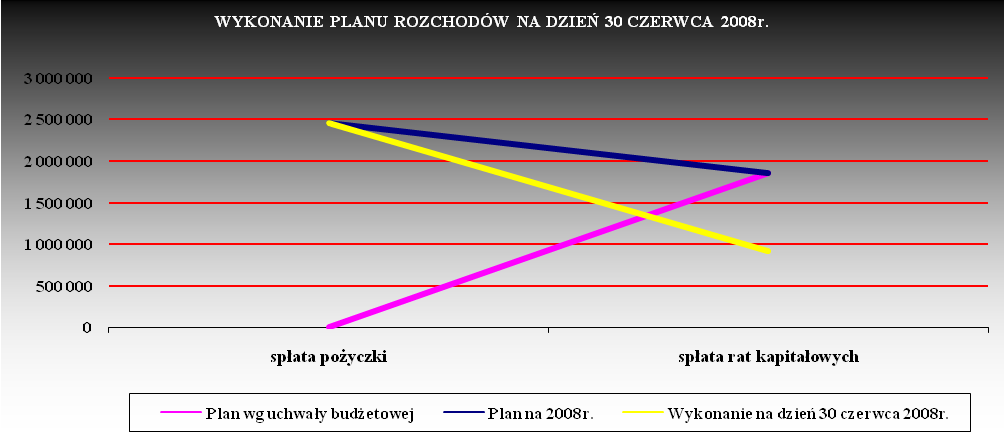 WYKONANIE PLANU ROZCHODÓW NA DZIEŃ 30 CZERWCA 2008r.
3 000 000
2 500 000
2 000 000
1 500 000
1 000 000
500 000
0
spłata pożyczki spłata rat kapitałowych
Plan wg uchwały budżetowej Plan na 2008r. Wykonanie na dzień 30 czerwca 2008r.